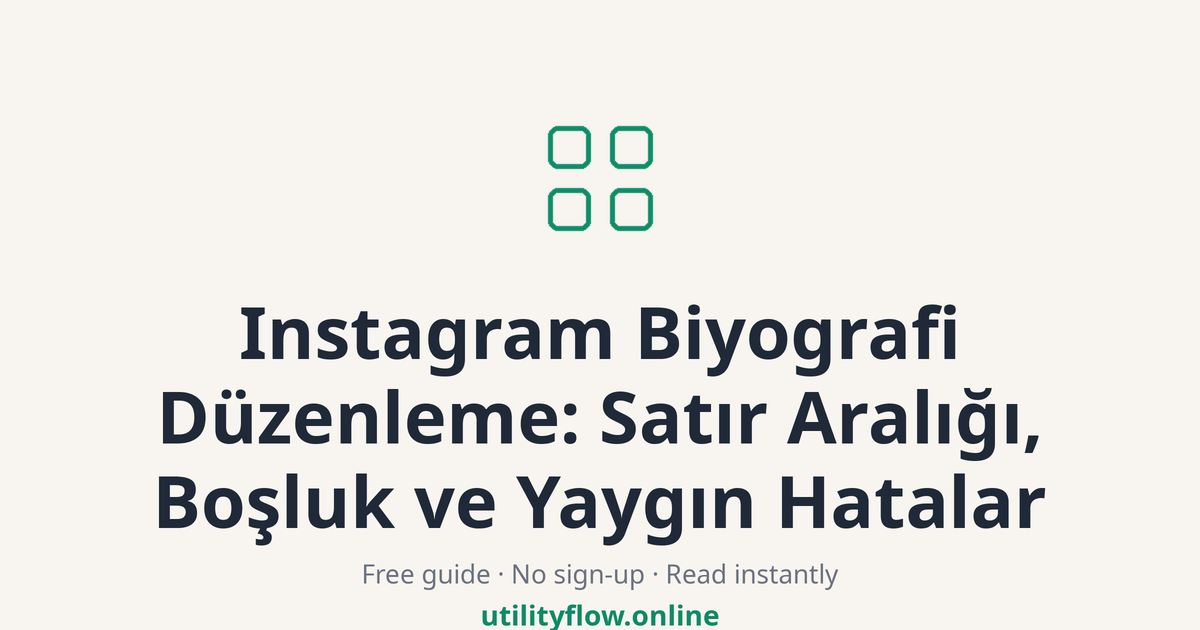 Instagram Biyografi
Düzenleme: Satır Aralığı,
Boşluk ve Yaygın Hatalar
Free guide · No sign-up · Read instantly
utilityflow.online